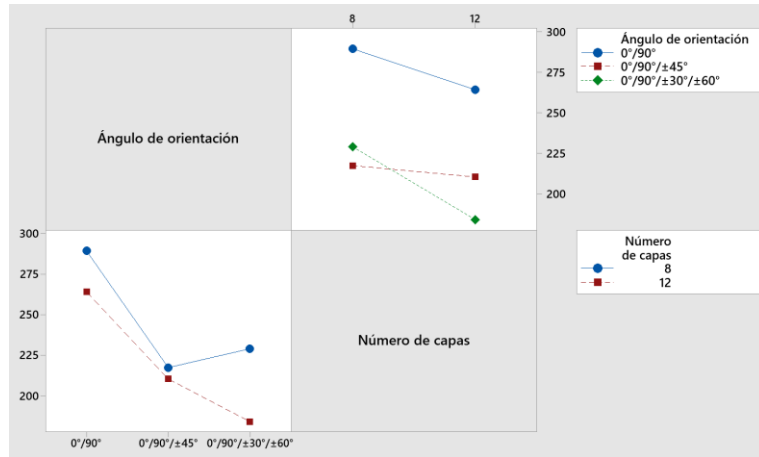 8 12
Ángulo de orientación
0°/90°
0°/90°/±45°
0°/90°/±30°/±60°
300
275
250
225
200
Ángulo de orientación
300
275
250
225
200
Número
de capas
8
12
Número de capas
0°/90° 0°/90°/±45° 0°/90°/±30°/±60°